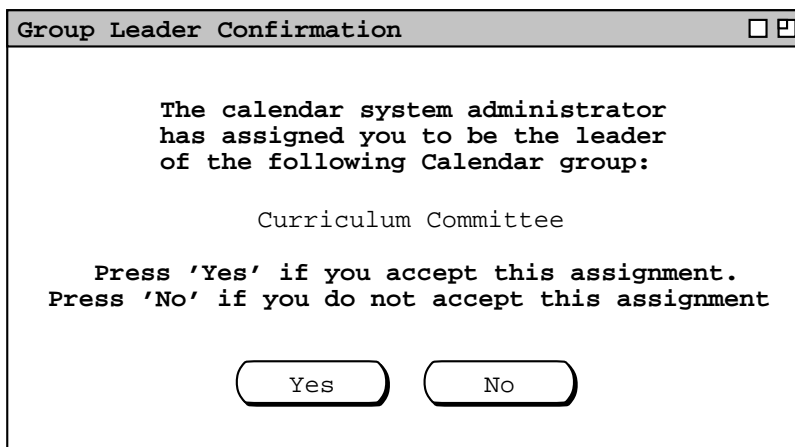 Group Leader Confirmation
The calendar system administrator
has assigned you to be the leader
of the following Calendar group:
Curriculum Committee
Press ’Yes’ if you accept this assignment.
Press ’No’ if you do not accept this assignment
Yes No